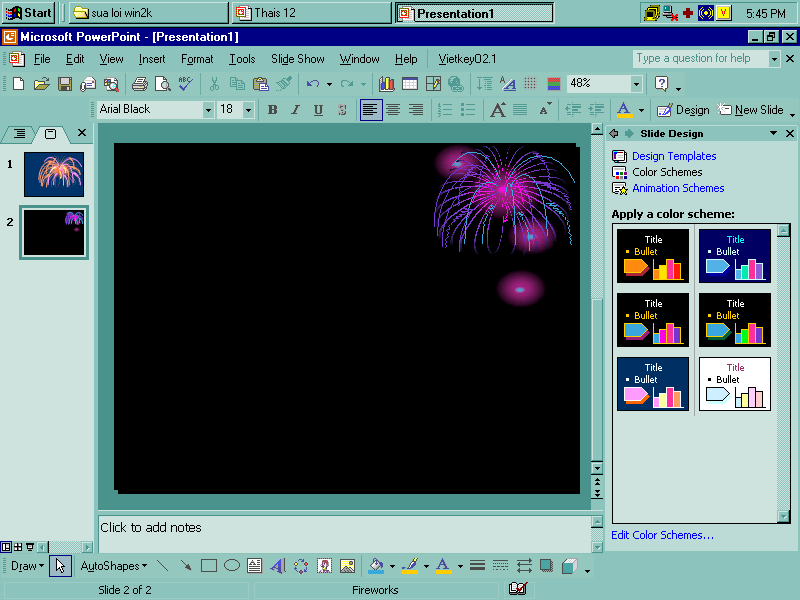 Start
sua loi win2k
Thais 12
Presentation1
5:45 PM
Microsoft PowerPoint - [Presentation1]
File Edit View Insert Format Tools Slide Show Window Help Vietkey02.1
Type a question for help
48%
Arial Black
18
B I U S
Design
New Slide
Slide Design
Design Templates
Color Schemes
Animation Schemes
Apply a color scheme:
1
2
Title
Bullet
Title
Bullet
Title
Bullet
Title
Bullet
Title
Bullet
Title
Bullet
Click to add notes
Edit Color Schemes...
Draw AutoShapes
Slide 2 of 2
Fireworks